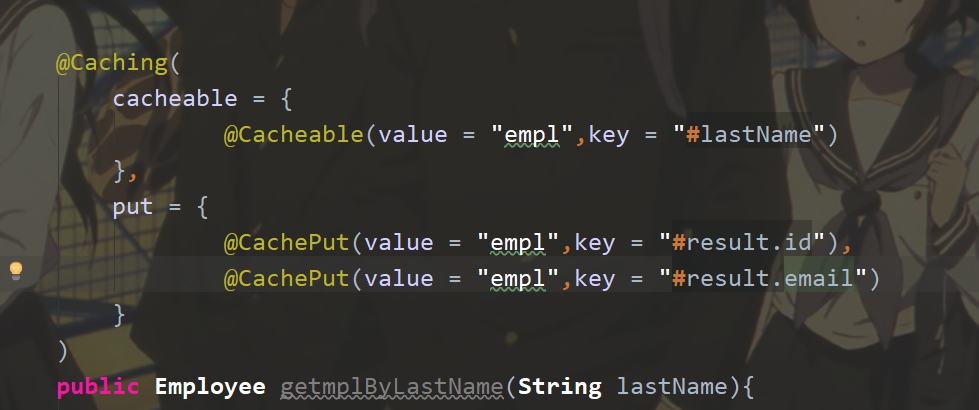 @Caching(
    cacheable = {
            @Cacheable(value = "empl",key = "#lastName")
    },
    put = {
            @CachePut(value = "empl",key = "#result.id"),
            @CachePut(value = "empl",key = "#result.email")
    }
)
public Employee getmplByLastName(String lastName){